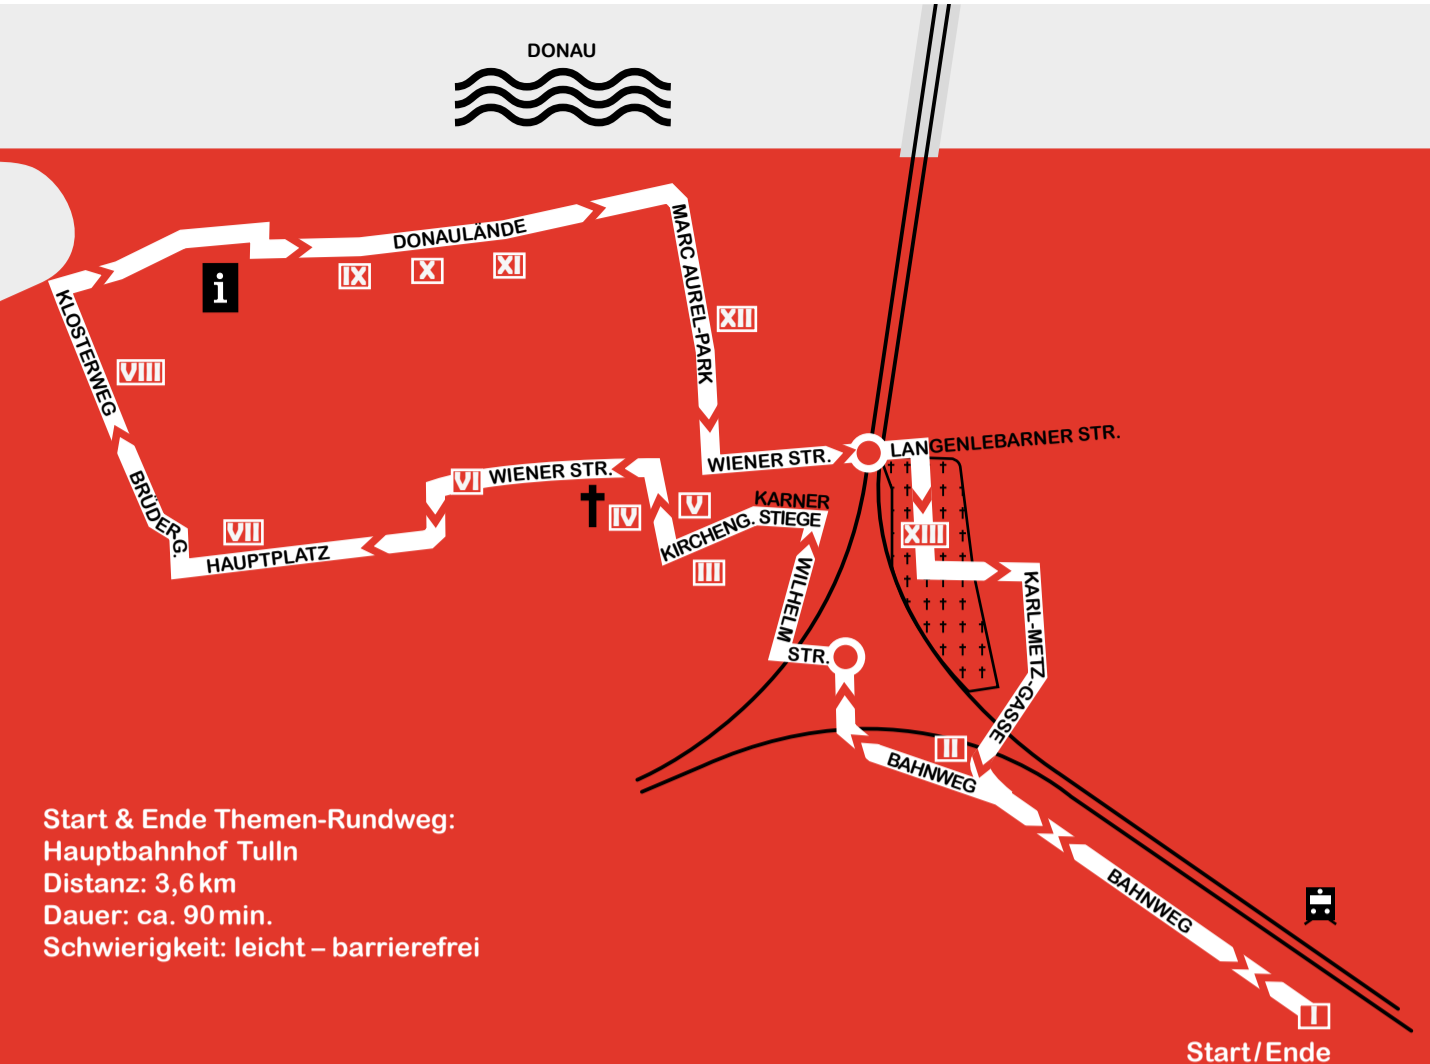 DONAU
DONAULÄNDE
IX
X
XI
MARC AUREL-PARK
XII
KLOSTERWEG
VIII
i
WIENER STR.
LANGENLEBARNER STR.
VI
WIENER STR.
IV
V
KARNER
STIEGE
KIRCHENG.
III
BRÜDERG.
VII
HAUPTPLATZ
XIII
WILHELM
STR.
KARL-METZ-GASSE
II
BAHNWEG
BAHNWEG
Start & Ende Themen-Rundweg:
Hauptbahnhof Tulln
Distanz: 3,6 km
Dauer: ca. 90 min.
Schwierigkeit: leicht – barrierefrei
I
Start/Ende